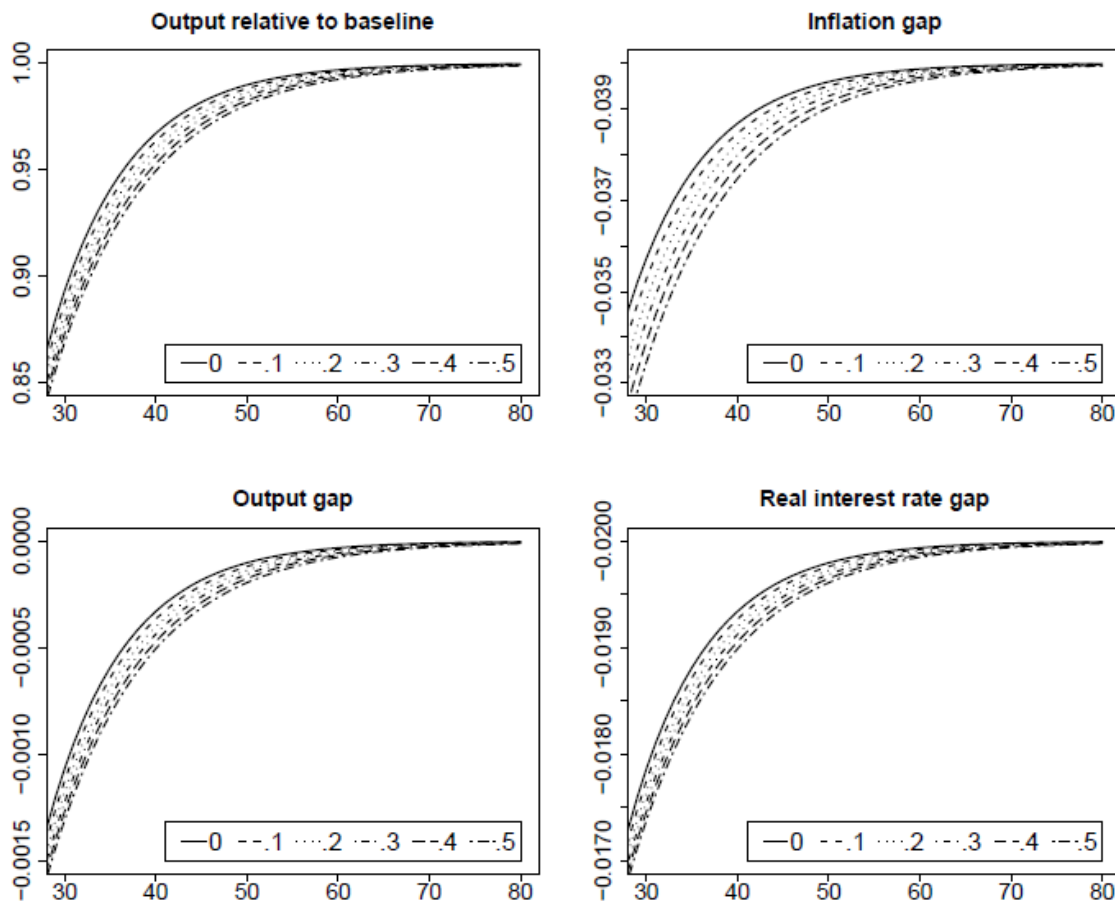 Output relative to baseline
1.00
0.95
0.90
0.85
0 .1 .2 .3 .4 .5
30 40 50 60 70 80
Inflation gap
−0.039
−0.037
−0.035
−0.033
0 .1 .2 .3 .4 .5
30 40 50 60 70 80
Output gap
0.0000
−0.0005
−0.0010
−0.0015
0 .1 .2 .3 .4 .5
30 40 50 60 70 80
Real interest rate gap
−0.0200
−0.0190
−0.0180
−0.0170
0 .1 .2 .3 .4 .5
30 40 50 60 70 80